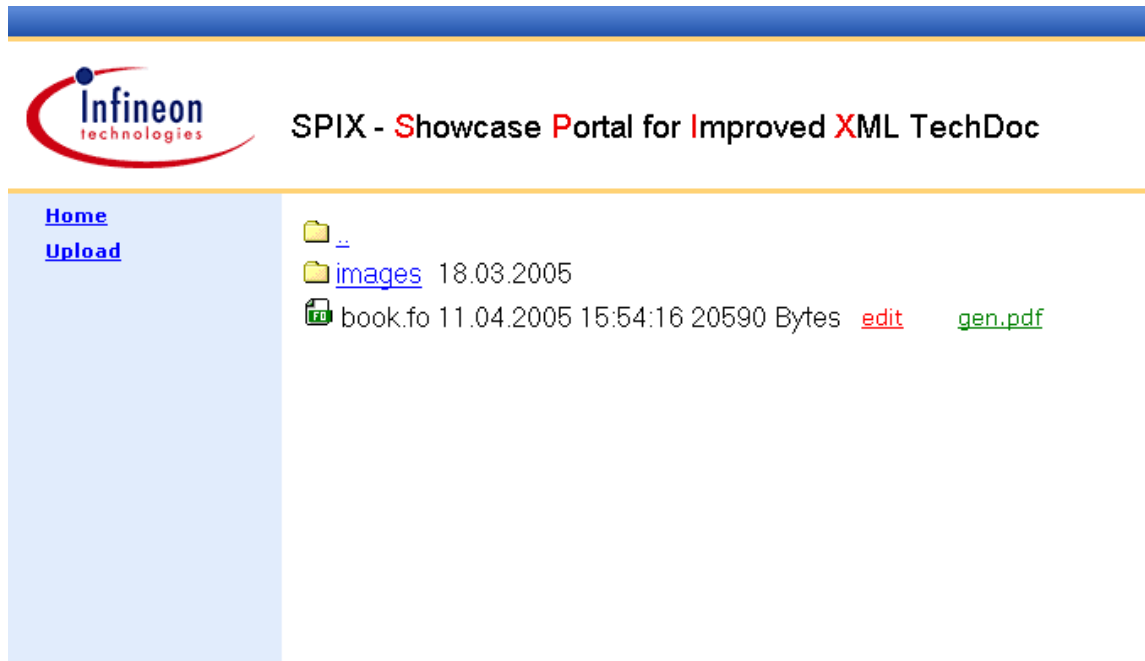 Infineon
technologies
SPIX - Showcase Portal for Improved XML TechDoc
Home
Upload
..
images 18.03.2005
FO book.fo 11.04.2005 15:54:16 20590 Bytes edit gen.pdf